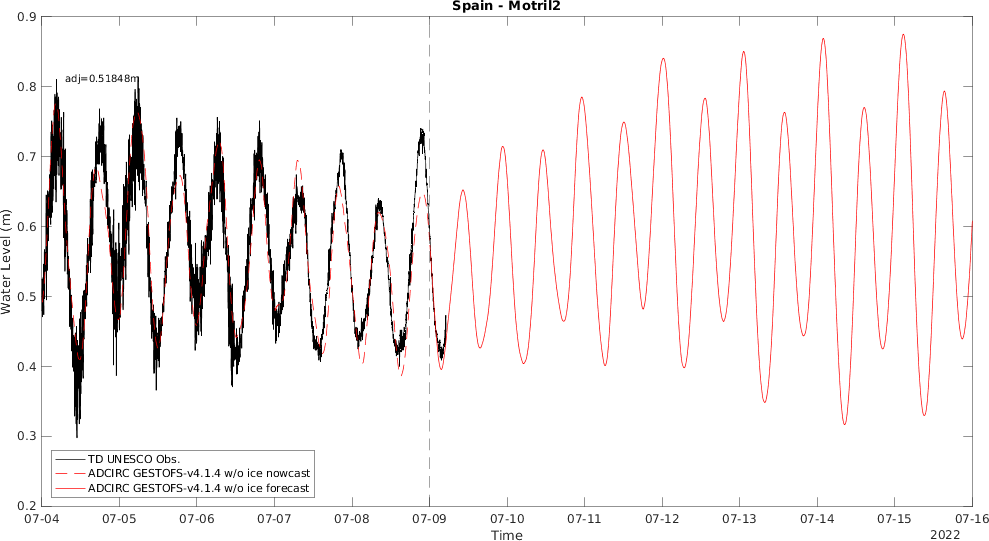 Spain - Motril2
0.9
0.8
0.7
0.6
0.5
0.4
0.3
0.2
Water Level (m)
adj=0.51848m
TD UNESCO Obs.
ADCIRC GESTOFS-v4.1.4 w/o ice nowcast
ADCIRC GESTOFS-v4.1.4 w/o ice forecast
07-04 07-05 07-06 07-07 07-08 07-09 07-10 07-11 07-12 07-13 07-14 07-15 07-16
Time
2022